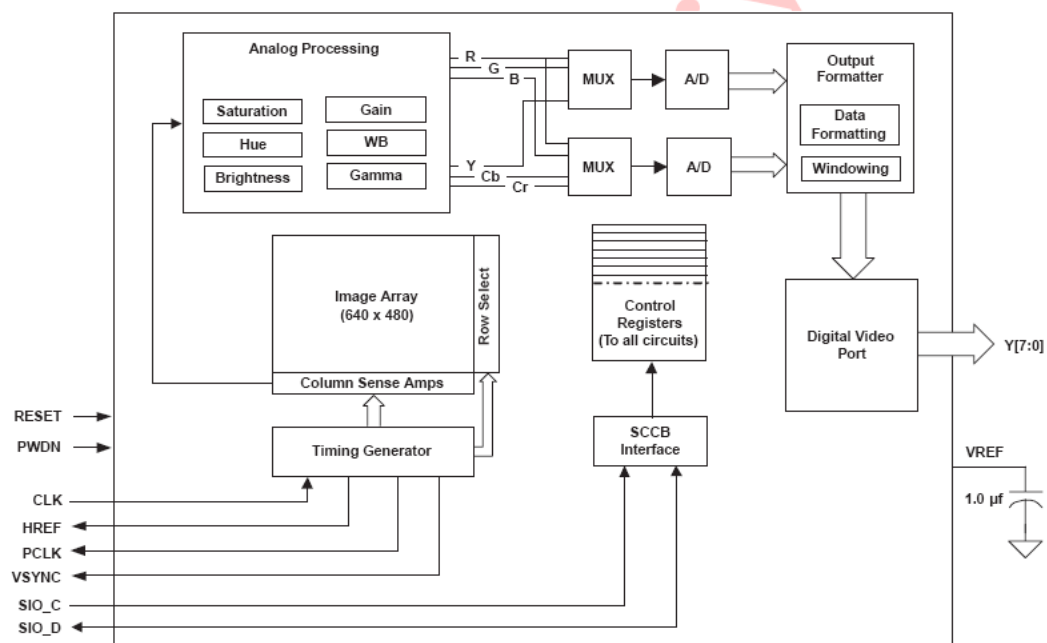 Analog Processing
Saturation
Gain
Hue
WB
Brightness
Gamma
R
G
B
Y
Cb
Cr
MUX
A/D
MUX
A/D
Output
Formatter
Data
Formatting
Windowing
Image Array
(640 x 480)
Row Select
Column Sense Amps
Timing Generator
Control
Registers
(To all circuits)
SCCB
Interface
Digital Video
Port
Y[7:0]
VREF
1.0 µf
RESET
PWDN
CLK
HREF
PCLK
VSYNC
SIO_C
SIO_D